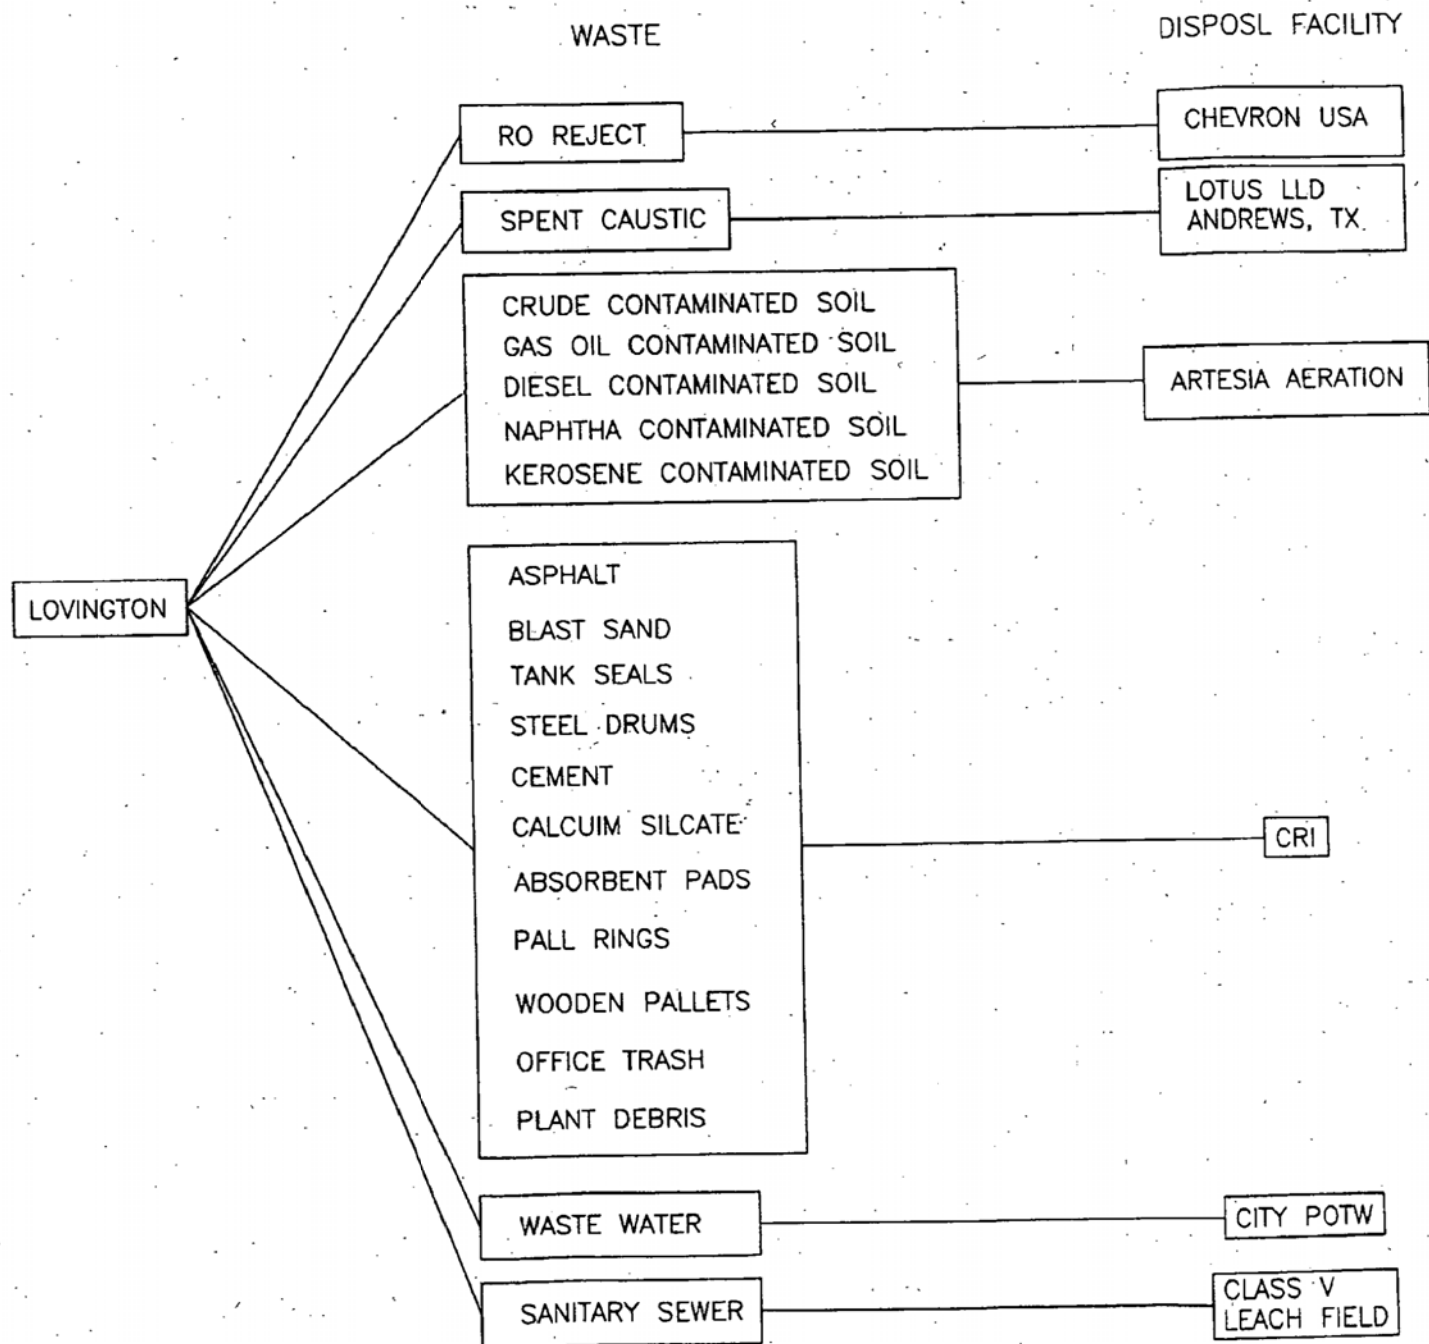 WASTE
DISPOSL FACILITY
RO REJECT
CHEVRON USA
SPENT CAUSTIC
LOTUS LLD
ANDREWS, TX
CRUDE CONTAMINATED SOIL
GAS OIL CONTAMINATED SOIL
DIESEL CONTAMINATED SOIL
NAPHTHA CONTAMINATED SOIL
KEROSENE CONTAMINATED SOIL
ARTESIA AERATION
LOVINGTON
ASPHALT
BLAST SAND
TANK SEALS
STEEL DRUMS
CEMENT
CALCUIM SILCATE
ABSORBENT PADS
PALL RINGS
WOODEN PALLETS
OFFICE TRASH
PLANT DEBRIS
CRI
WASTE WATER
CITY POTW
SANITARY SEWER
CLASS V
LEACH FIELD